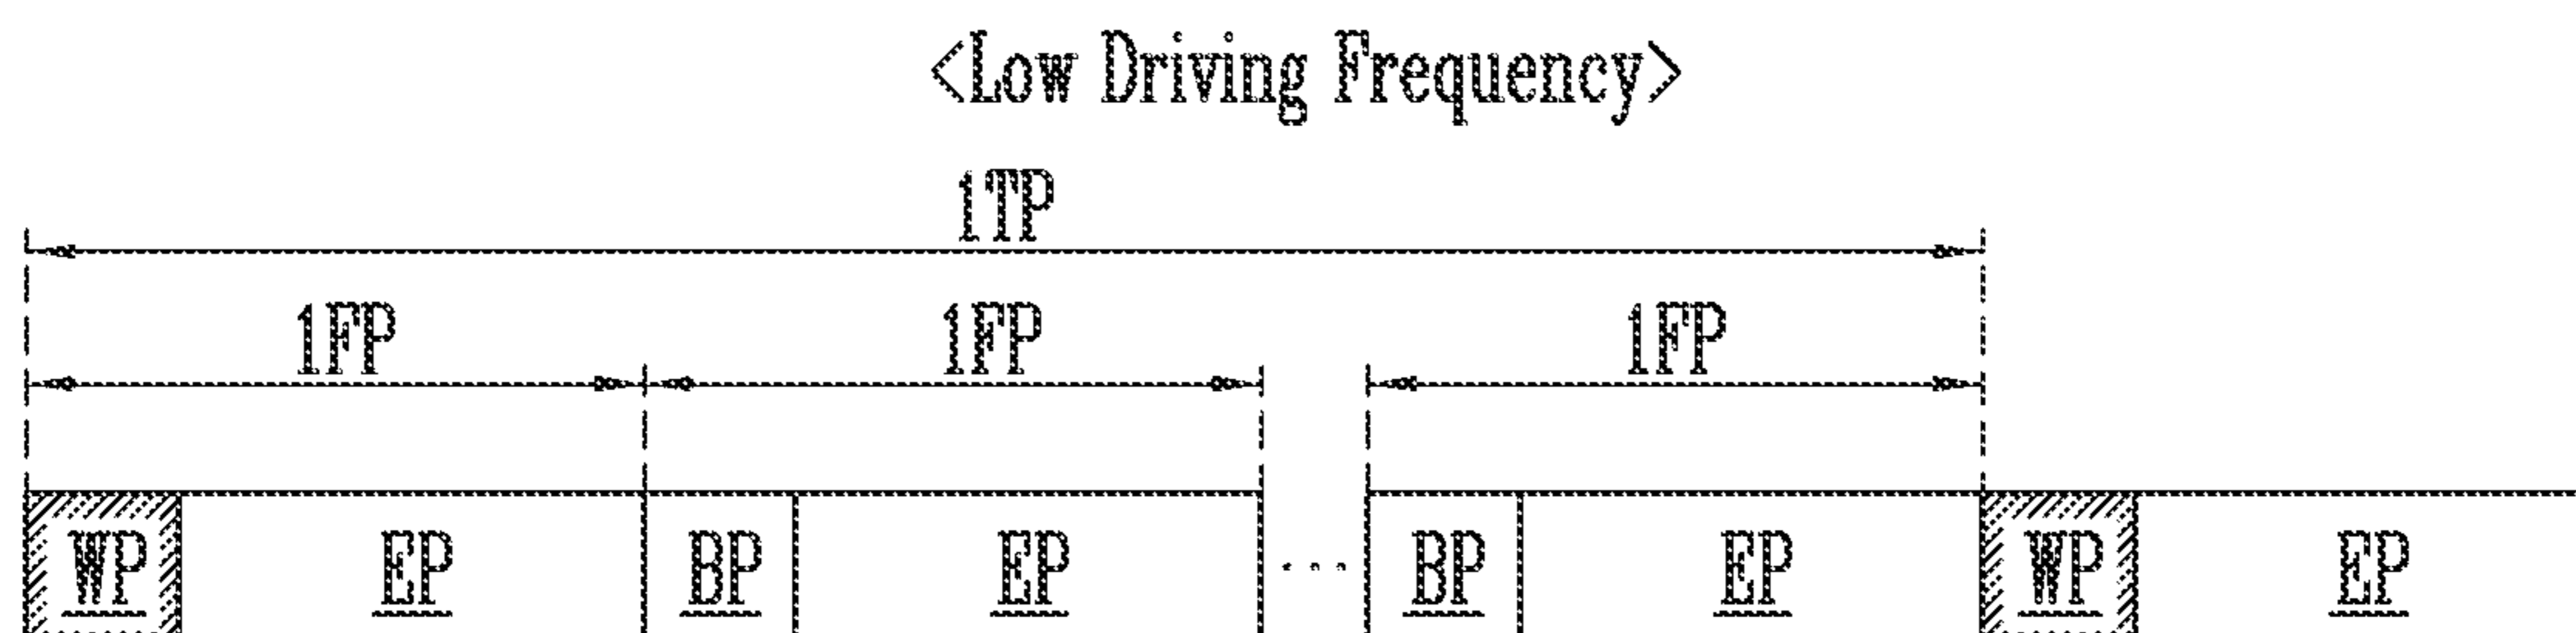 <Low Driving Frequency>
1TP
1FP 1FP 1FP
WP EP BP EP ... BP EP WP EP